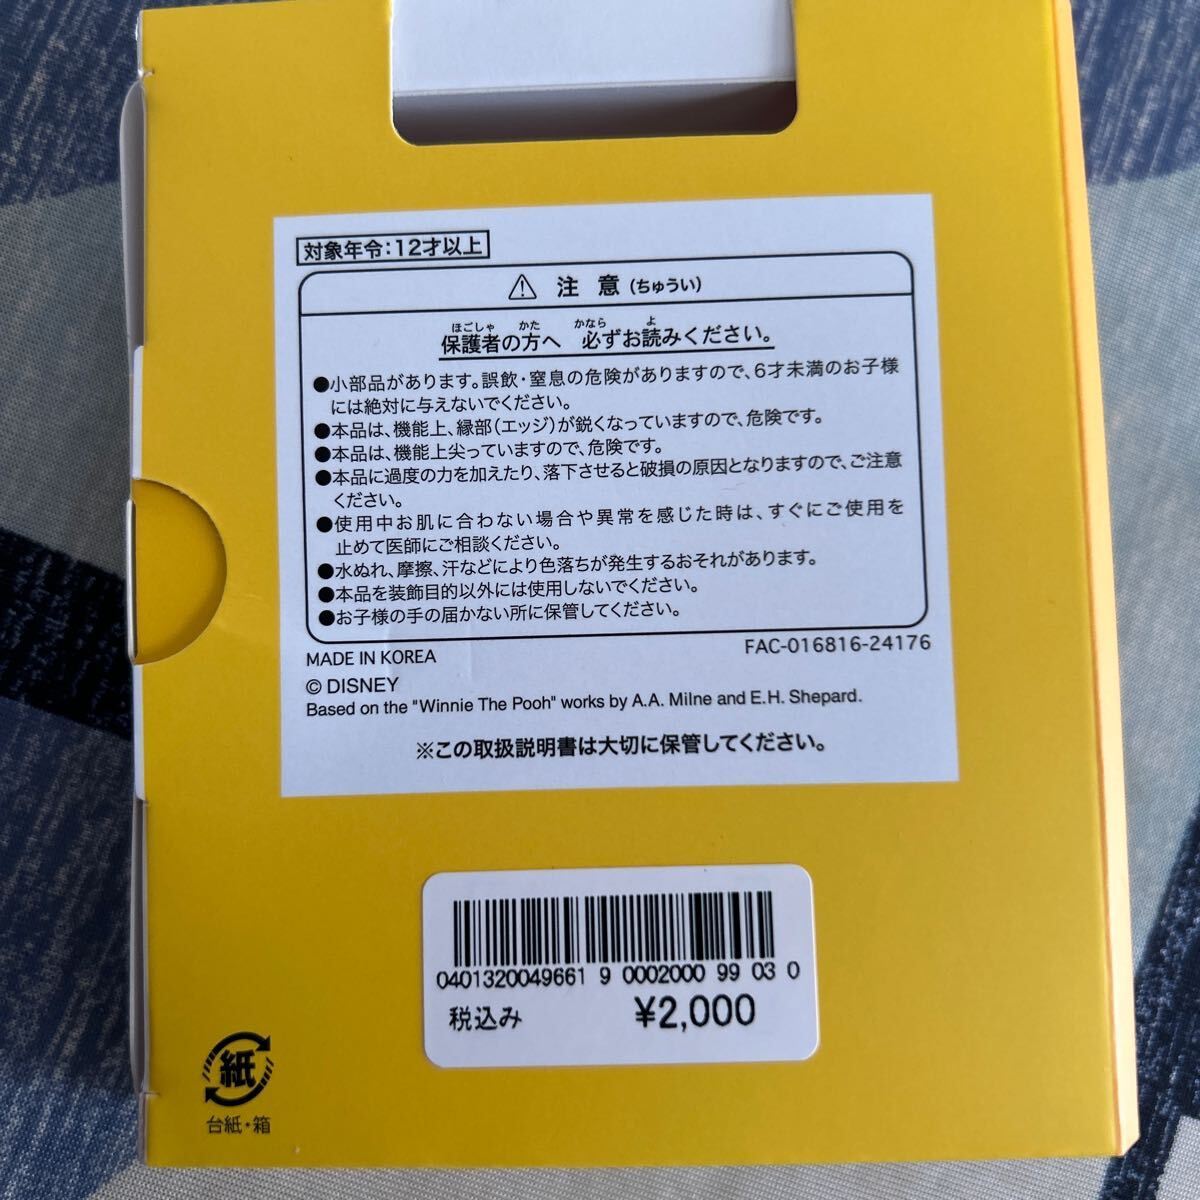 対象年令:12才以上
⚠ 注 意 (ちゅうい)
ほごしゃ かた かなら よ
保護者の方へ 必ずお読みください。
●小部品があります。誤飲・窒息の危険がありますので、6才未満のお子様
には絶対に与えないでください。
●本品は、機能上、縁部(エッジ)が鋭くなっていますので、危険です。
●本品は、機能上尖っていますので、危険です。
●本品に過度の力を加えたり、落下させると破損の原因となりますので、ご注意
ください。
●使用中お肌に合わない場合や異常を感じた時は、すぐにご使用を
止めて医師にご相談ください。
●水ぬれ、摩擦、汗などにより色落ちが発生するおそれがあります。
●本品を装飾目的以外には使用しないでください。
●お子様の手の届かない所に保管してください。
MADE IN KOREA
FAC-016816-24176
© DISNEY
Based on the "Winnie The Pooh" works by A.A. Milne and E.H. Shepard.
※この取扱説明書は大切に保管してください。
0401320049661 9 0002000 99 03 0
税込み ¥2,000
紙
台紙・箱